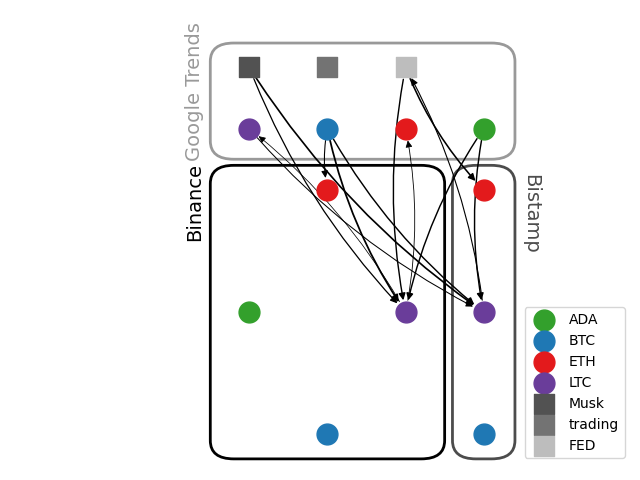 Google Trends
Binance
Bistamp
ADA
BTC
ETH
LTC
Musk
trading
FED